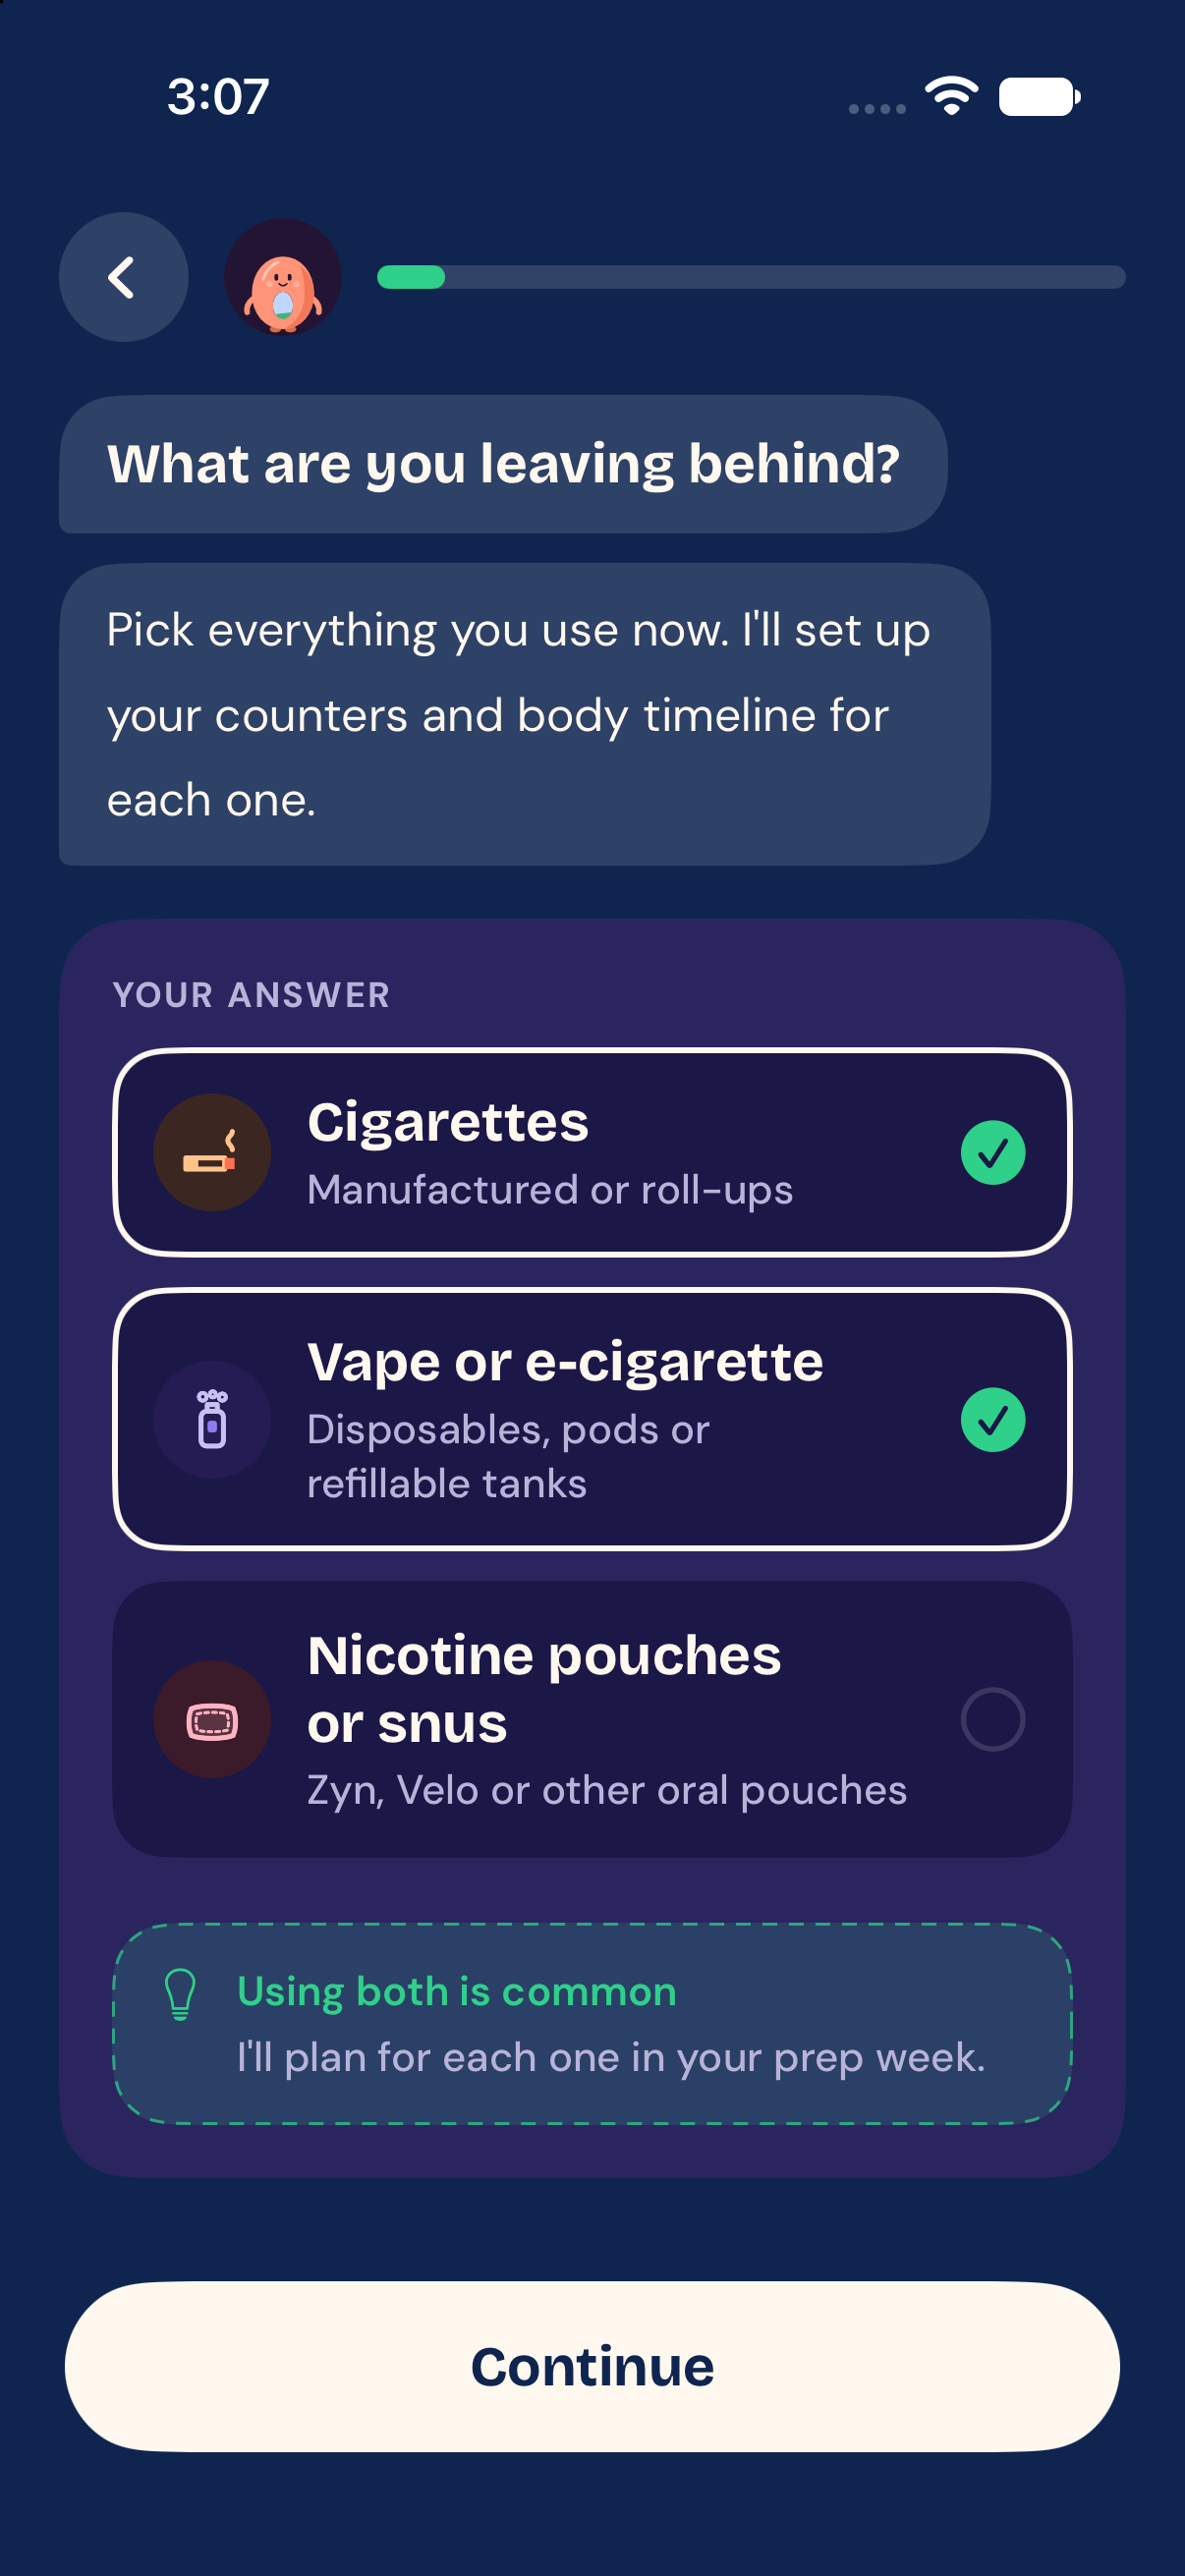 3:07
What are you leaving behind?
Pick everything you use now. I'll set up
your counters and body timeline for
each one.
YOUR ANSWER
Cigarettes
Manufactured or roll-ups
Vape or e-cigarette
Disposables, pods or
refillable tanks
Nicotine pouches
or snus
Zyn, Velo or other oral pouches
Using both is common
I'll plan for each one in your prep week.
Continue